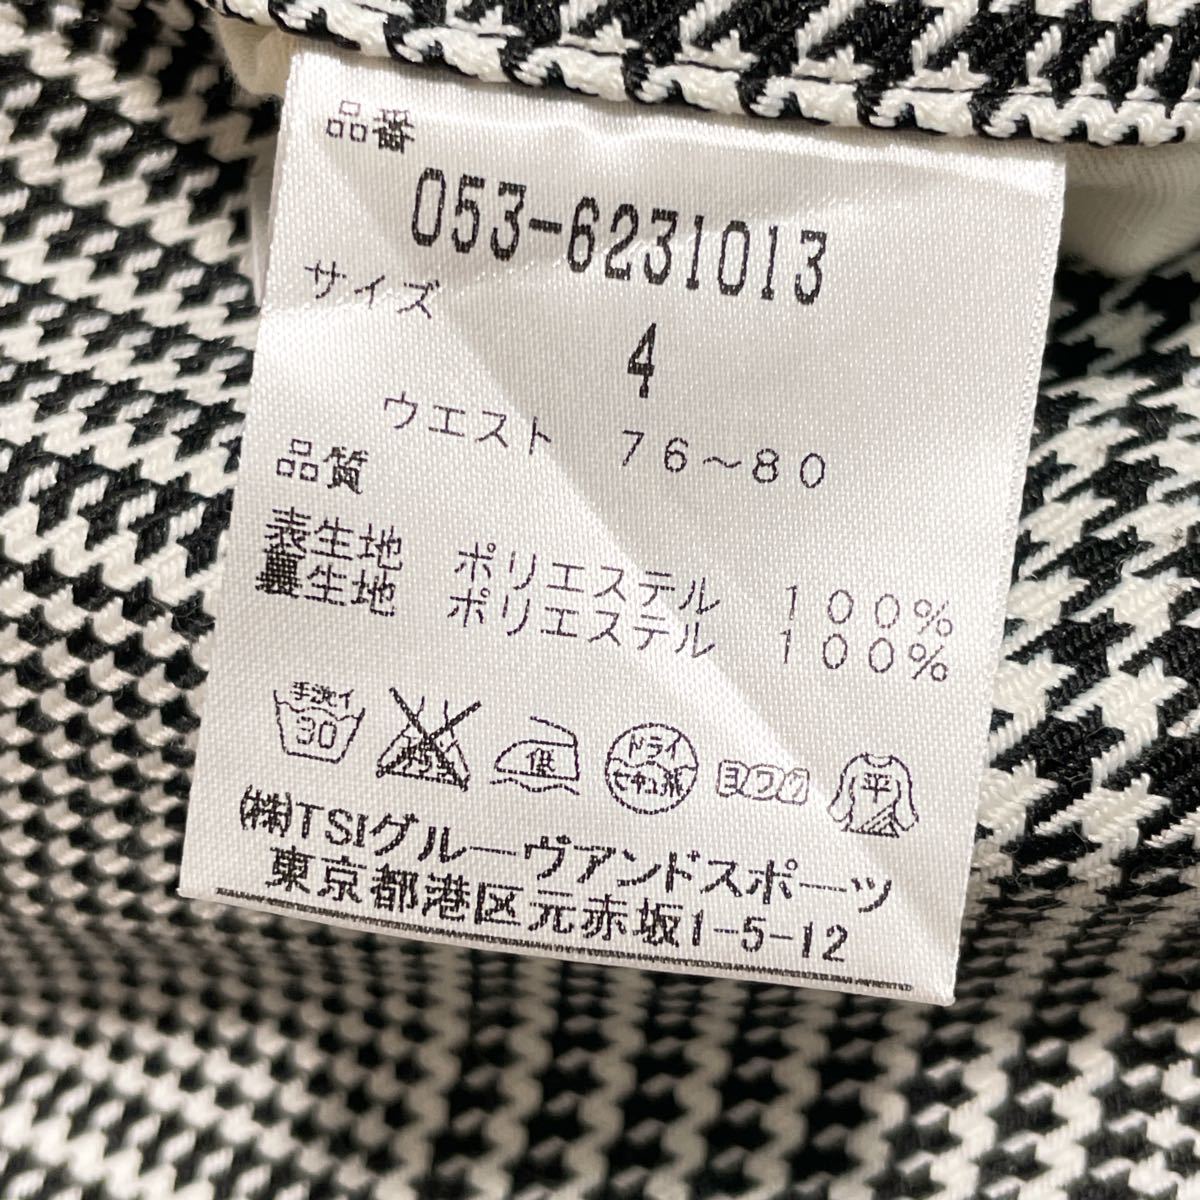 品番
053-6231013
サイズ
4
ウエスト 76~80
品質
表生地 ポリエステル 100%
裏生地 ポリエステル 100%
手洗イ 30 低 ドライ セキユ系 ヨワク 平
㈱TSIグルーヴアンドスポーツ
東京都港区元赤坂1-5-12